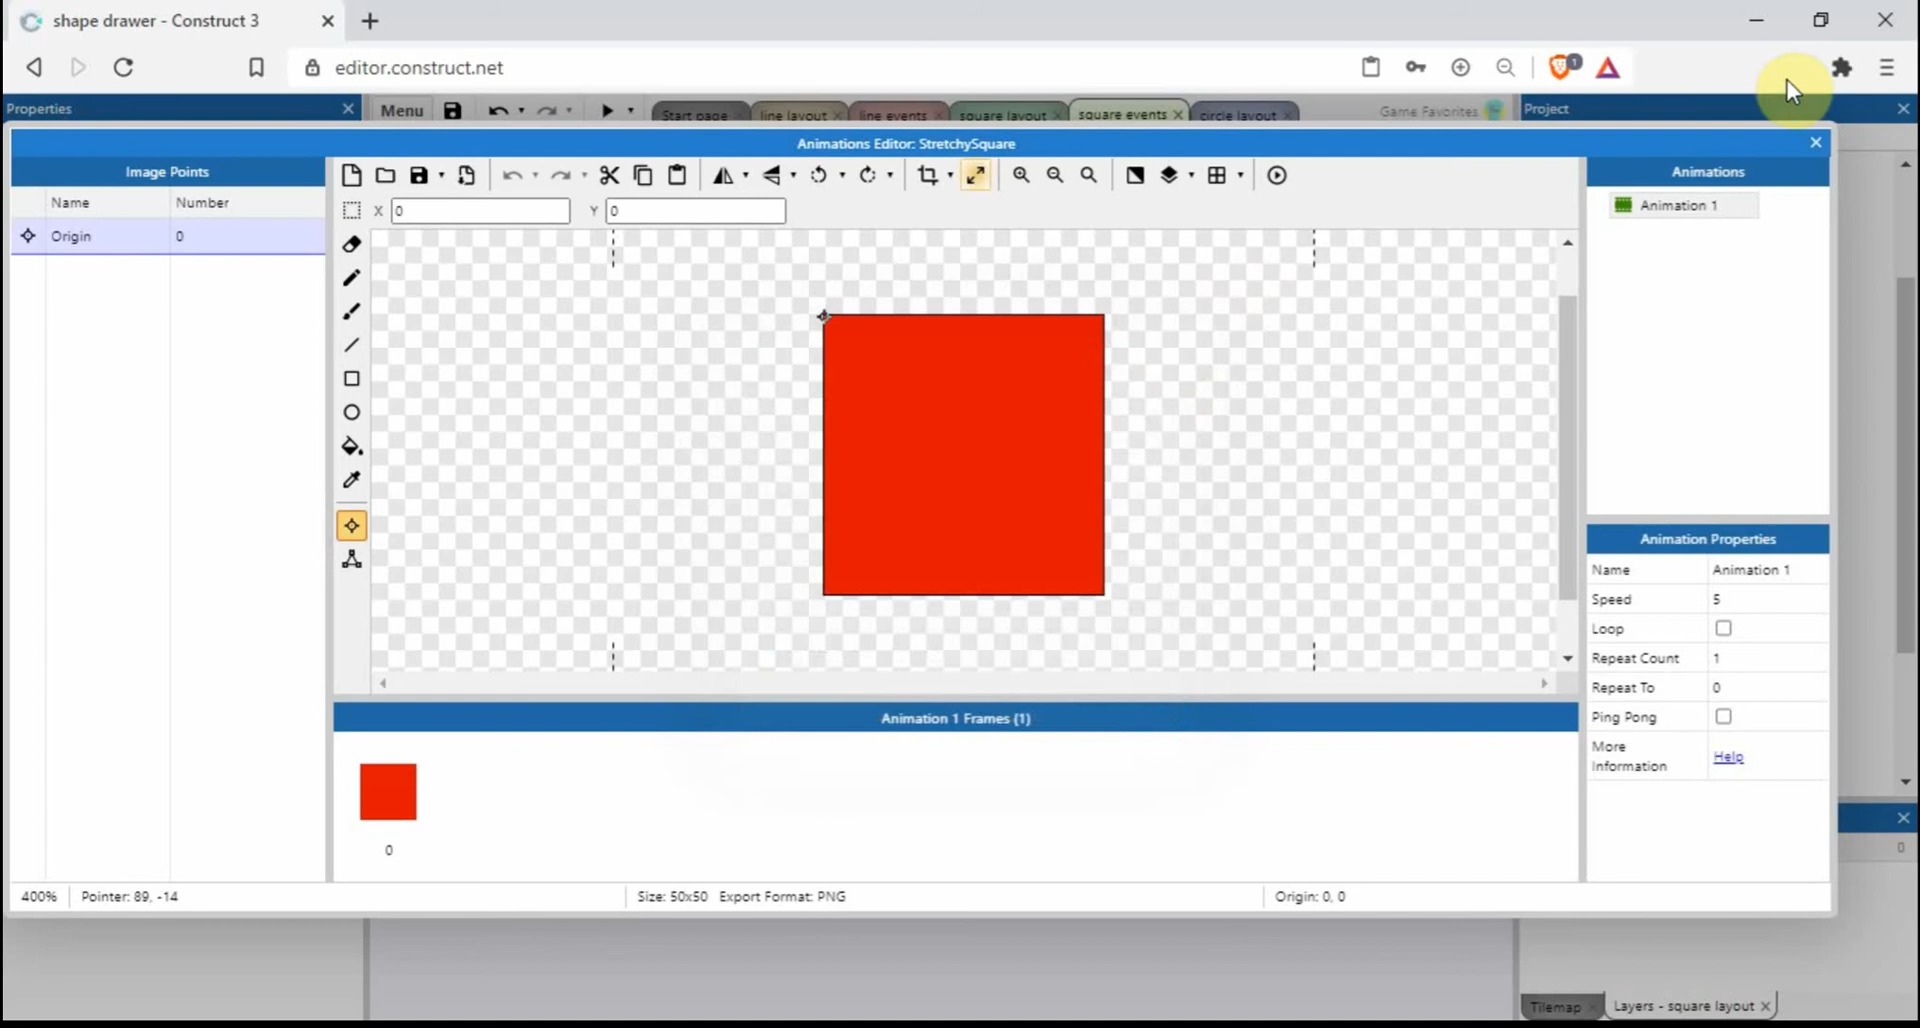 shape drawer - Construct 3
editor.construct.net
1
Properties
Menu
Start page
line layout
line events
square layout
square events
circle layout
Game Favorites
Project
Animations Editor: StretchySquare
Image Points
Name Number
Origin 0
X 0 Y 0
Animations
Animation 1
Animation Properties
Name Animation 1
Speed 5
Loop
Repeat Count 1
Repeat To 0
Ping Pong
More
Information Help
Animation 1 Frames (1)
0
0
400% Pointer: 89, -14 Size: 50x50 Export Format: PNG Origin: 0, 0
Tilemap Layers - square layout